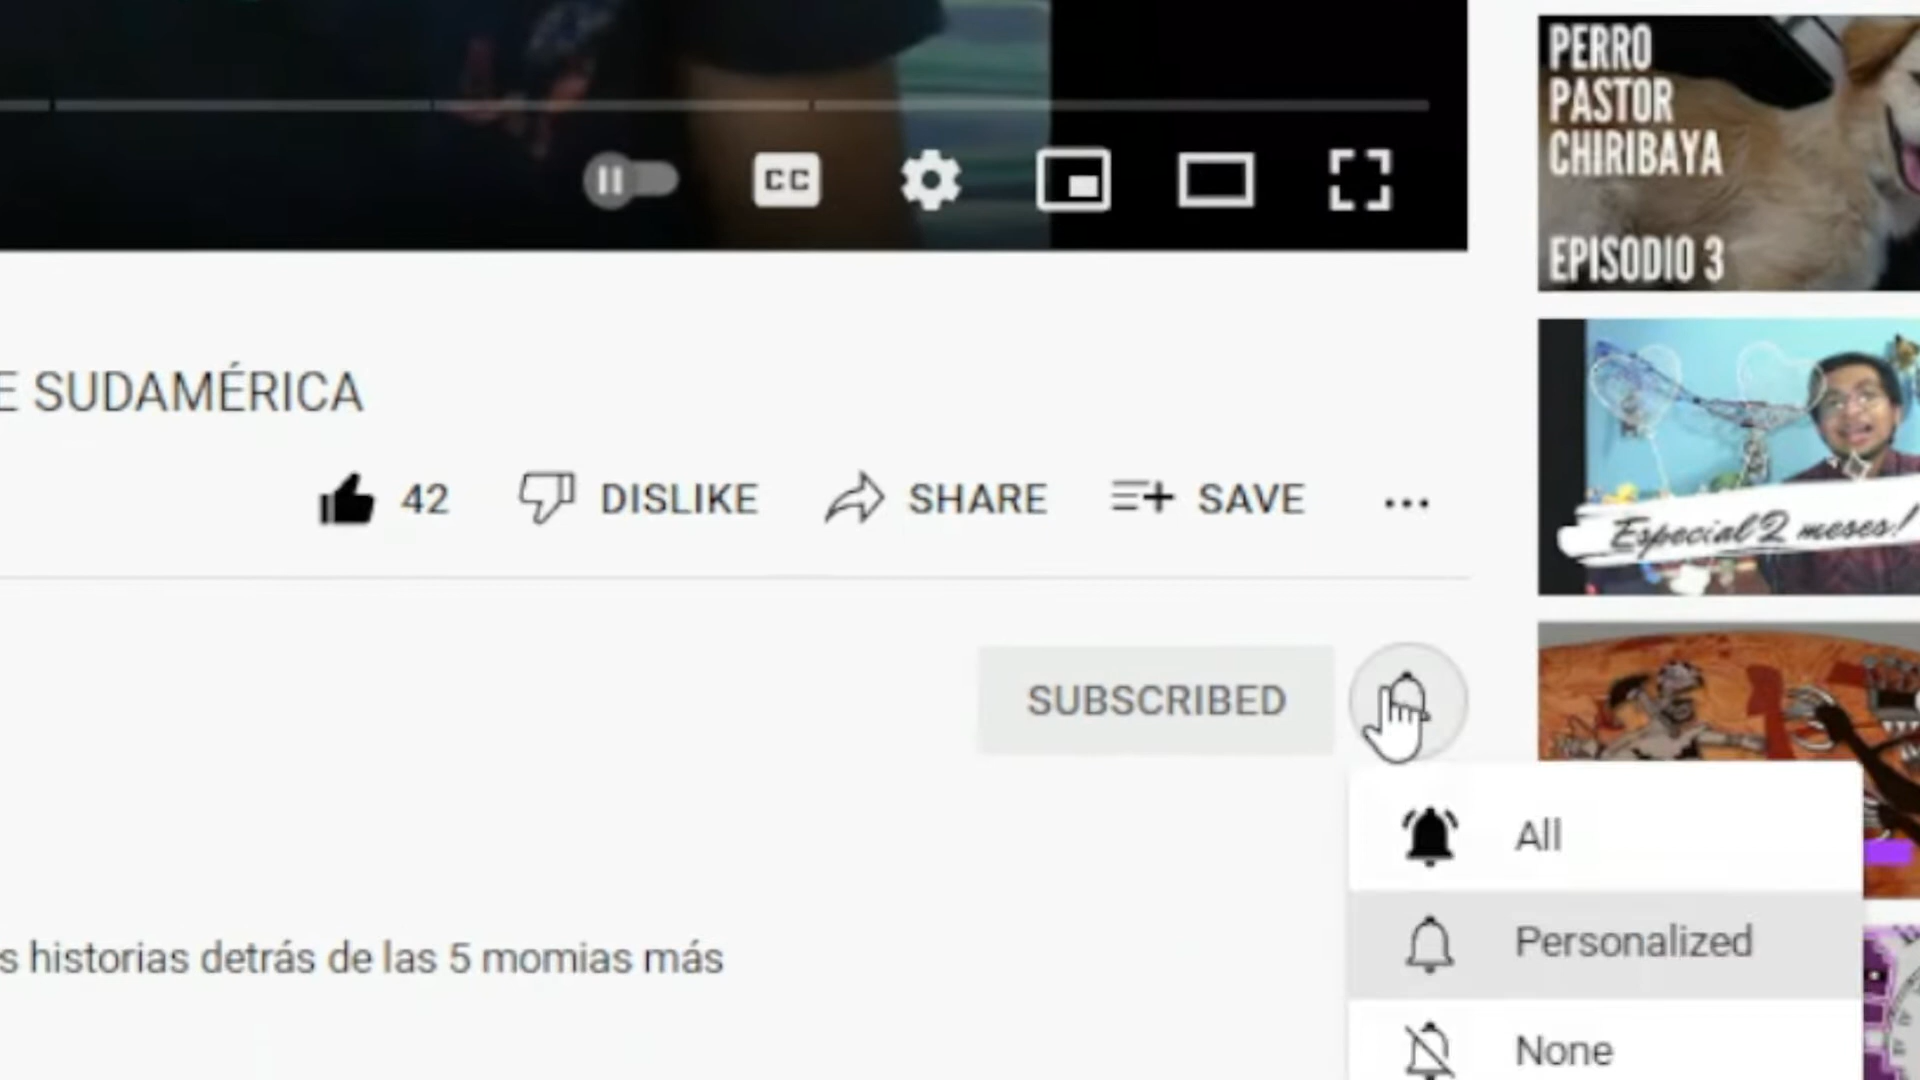 PERRO
PASTOR
CHIRIBAYA
EPISODIO 3
CC
E SUDAMÉRICA
42
DISLIKE
SHARE
SAVE
Especial 2 meses!
SUBSCRIBED
All
Personalized
None
s historias detrás de las 5 momias más